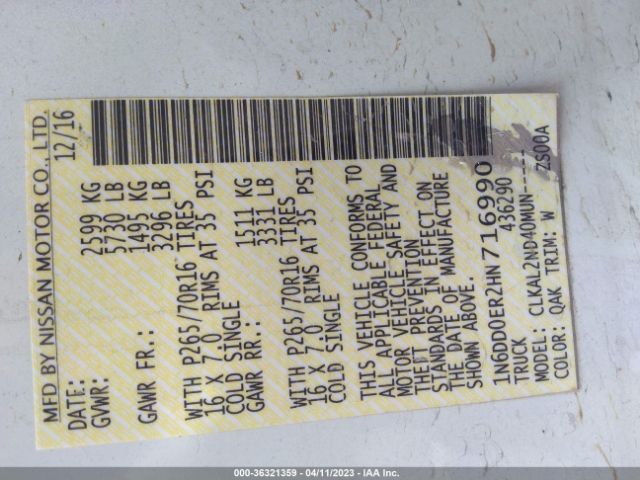 MFD BY NISSAN MOTOR CO., LTD.
DATE: 12/16
GVWR: 2599 KG
5730 LB
GAWR FR.: 1495 KG
3296 LB
WITH P265/70R16 TIRES
16 X 7.0 RIMS AT 35 PSI
COLD SINGLE
GAWR RR.: 1511 KG
3331 LB
WITH P265/70R16 TIRES
16 X 7.0 RIMS AT 35 PSI
COLD SINGLE
THIS VEHICLE CONFORMS TO
ALL APPLICABLE FEDERAL
MOTOR VEHICLE SAFETY AND
THEFT PREVENTION
STANDARDS IN EFFECT ON
THE DATE OF MANUFACTURE
SHOWN ABOVE.
1N6DD0ER2HN716990
TRUCK 436290
MODEL: CLKAL2ND40MUN-----
COLOR: QAK TRIM: W ZS00A
000-36321359 - 04/11/2023 - IAA Inc.